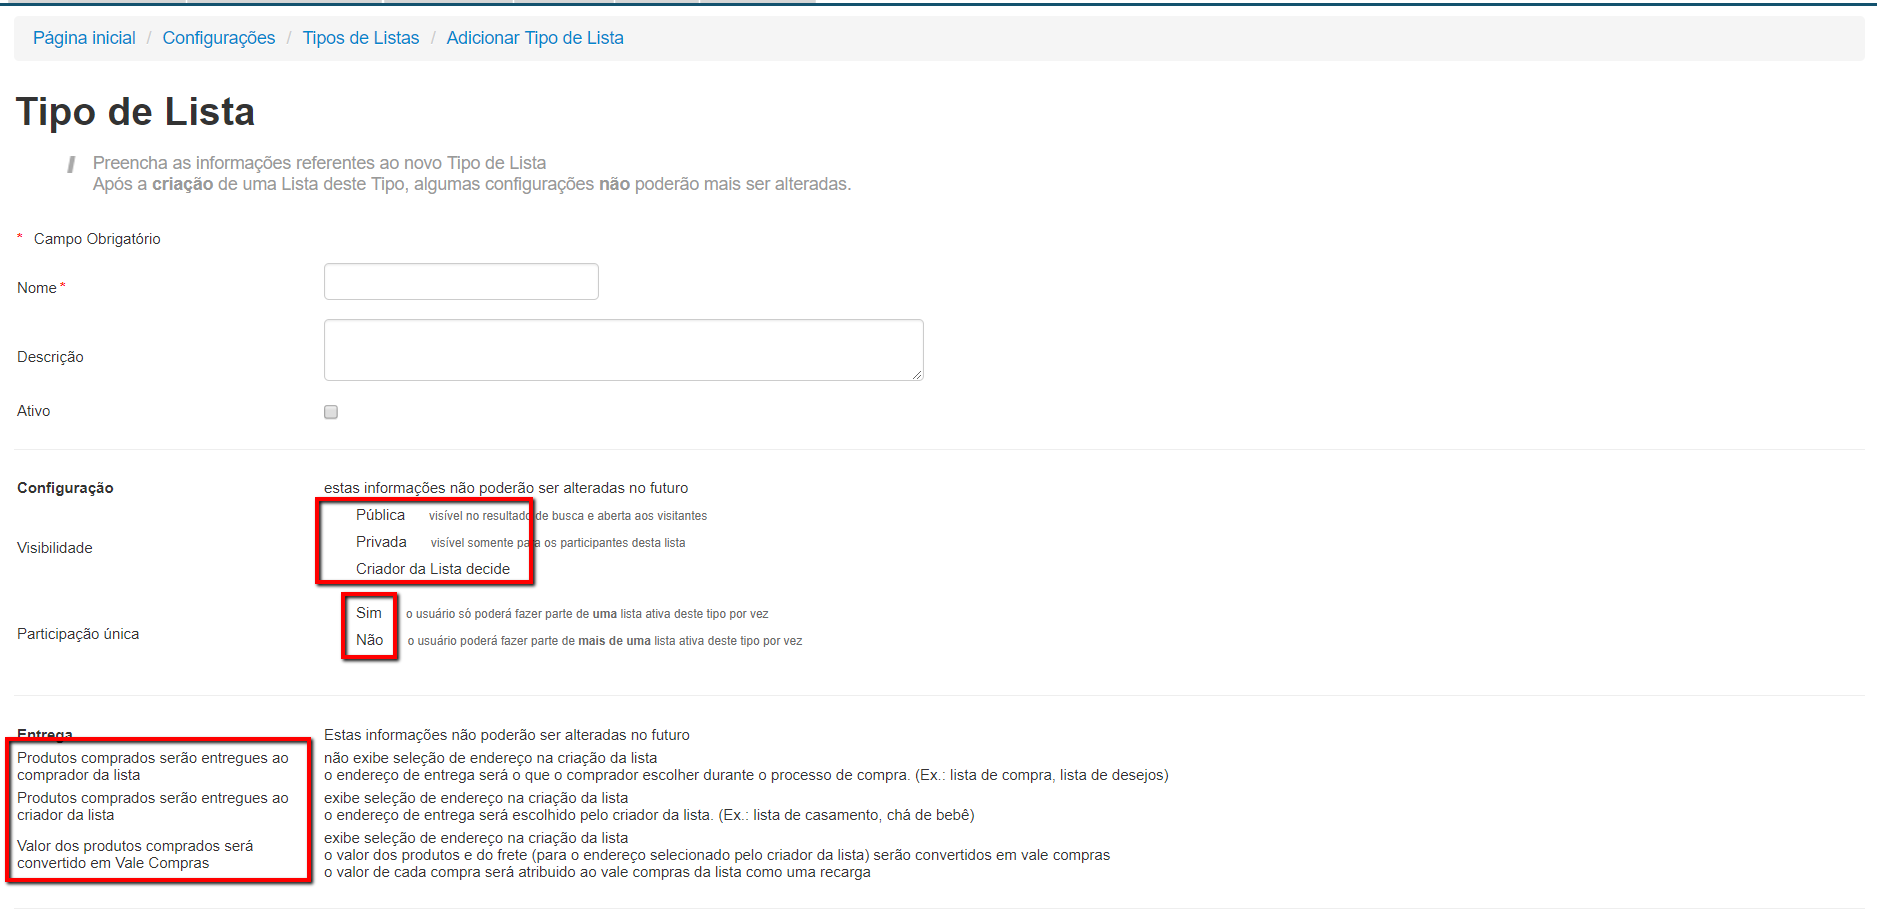 Página inicial / Configurações / Tipos de Listas / Adicionar Tipo de Lista
Tipo de Lista
Preencha as informações referentes ao novo Tipo de Lista
Após a criação de uma Lista deste Tipo, algumas configurações não poderão mais ser alteradas.
* Campo Obrigatório
Nome *
Descrição
Ativo
Configuração estas informações não poderão ser alteradas no futuro
Visibilidade
Pública visível no resultado de busca e aberta aos visitantes
Privada visível somente para os participantes desta lista
Criador da Lista decide
Participação única
Sim o usuário só poderá fazer parte de uma lista ativa deste tipo por vez
Não o usuário poderá fazer parte de mais de uma lista ativa deste tipo por vez
Entrega Estas informações não poderão ser alteradas no futuro
Produtos comprados serão entregues ao
comprador da lista
não exibe seleção de endereço na criação da lista
o endereço de entrega será o que o comprador escolher durante o processo de compra. (Ex.: lista de compra, lista de desejos)
Produtos comprados serão entregues ao
criador da lista
exibe seleção de endereço na criação da lista
o endereço de entrega será escolhido pelo criador da lista. (Ex.: lista de casamento, chá de bebê)
Valor dos produtos comprados será
convertido em Vale Compras
exibe seleção de endereço na criação da lista
o valor dos produtos e do frete (para o endereço selecionado pelo criador da lista) serão convertidos em vale compras
o valor de cada compra será atribuido ao vale compras da lista como uma recarga